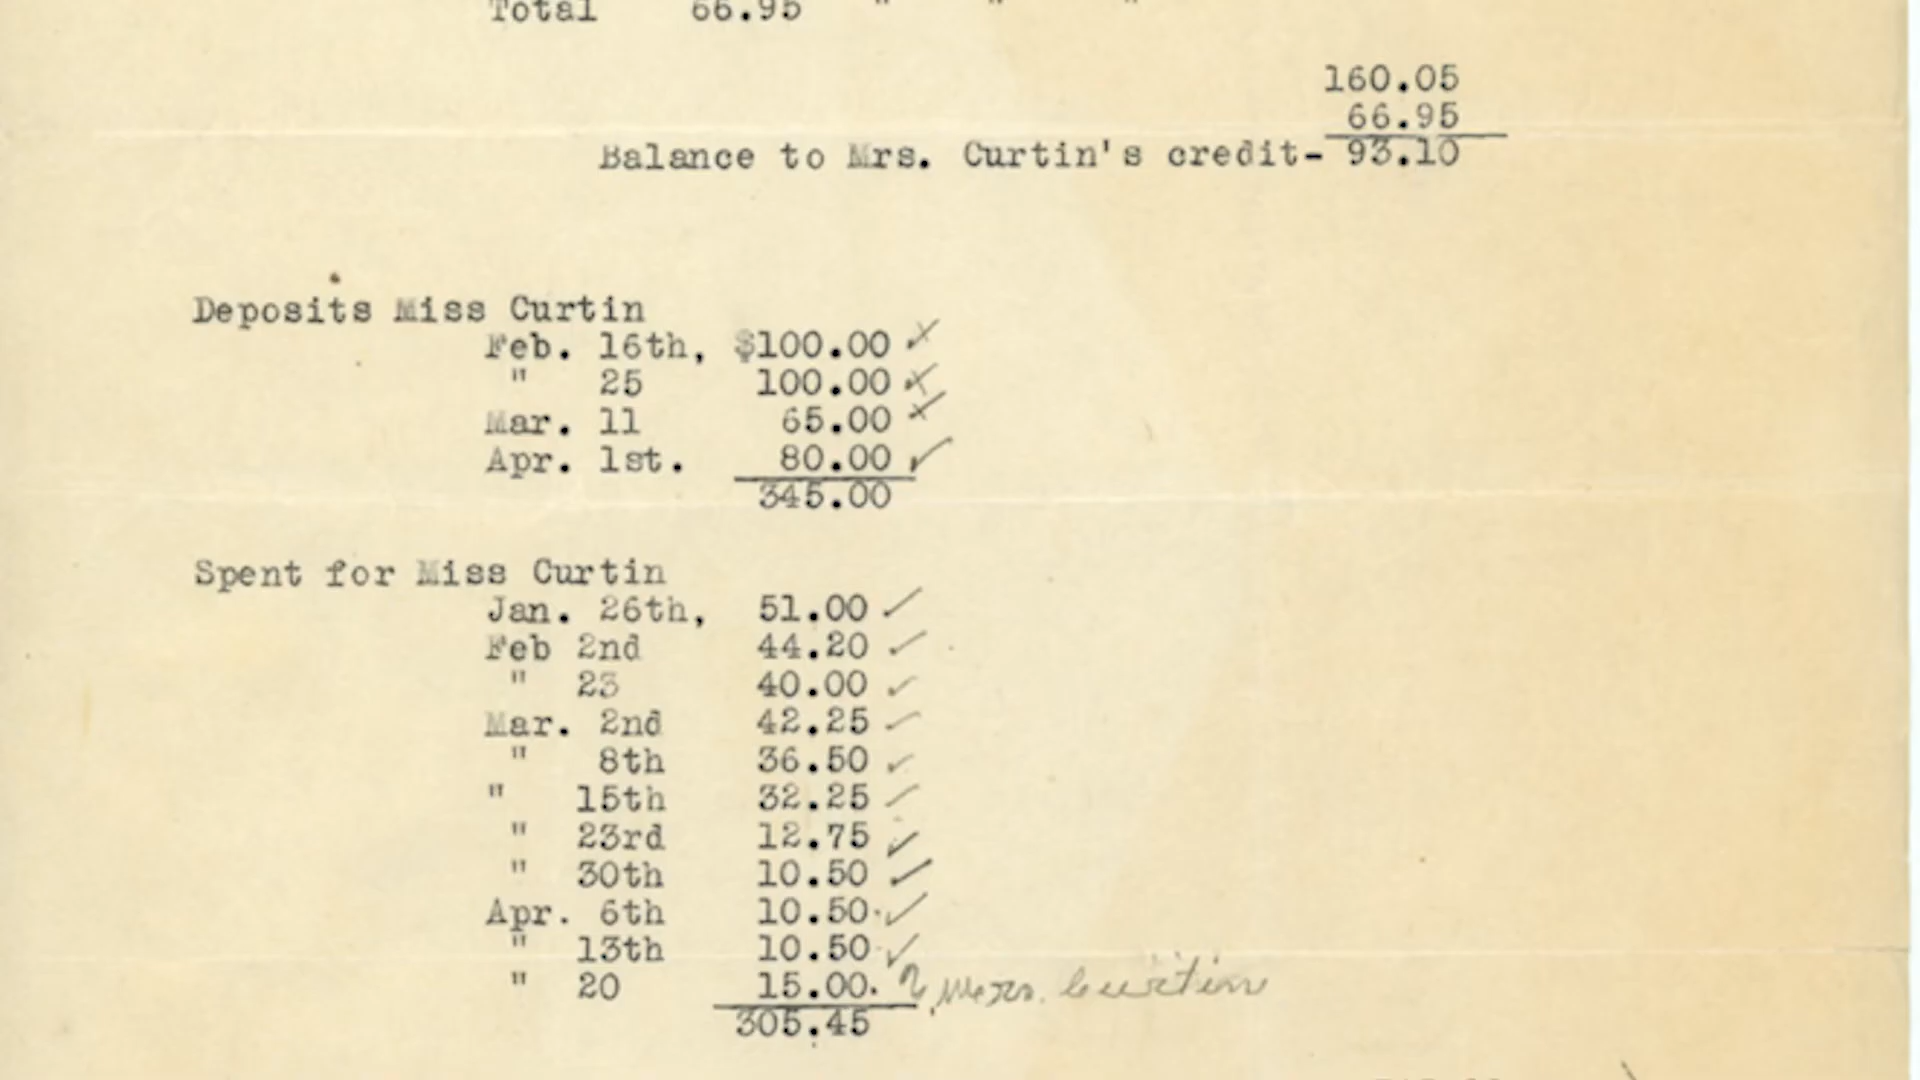 Total 66.95 " " "
160.05
66.95
Balance to Mrs. Curtin's credit- 93.10
Deposits Miss Curtin
Feb. 16th, $100.00
" 25 100.00
Mar. 11 65.00
Apr. 1st. 80.00
345.00
Spent for Miss Curtin
Jan. 26th, 51.00
Feb 2nd 44.20
" 23 40.00
Mar. 2nd 42.25
" 8th 36.50
" 15th 32.25
" 23rd 12.75
" 30th 10.50
Apr. 6th 10.50
" 13th 10.50
" 20 15.00. ? Mrs. Curtin
305.45